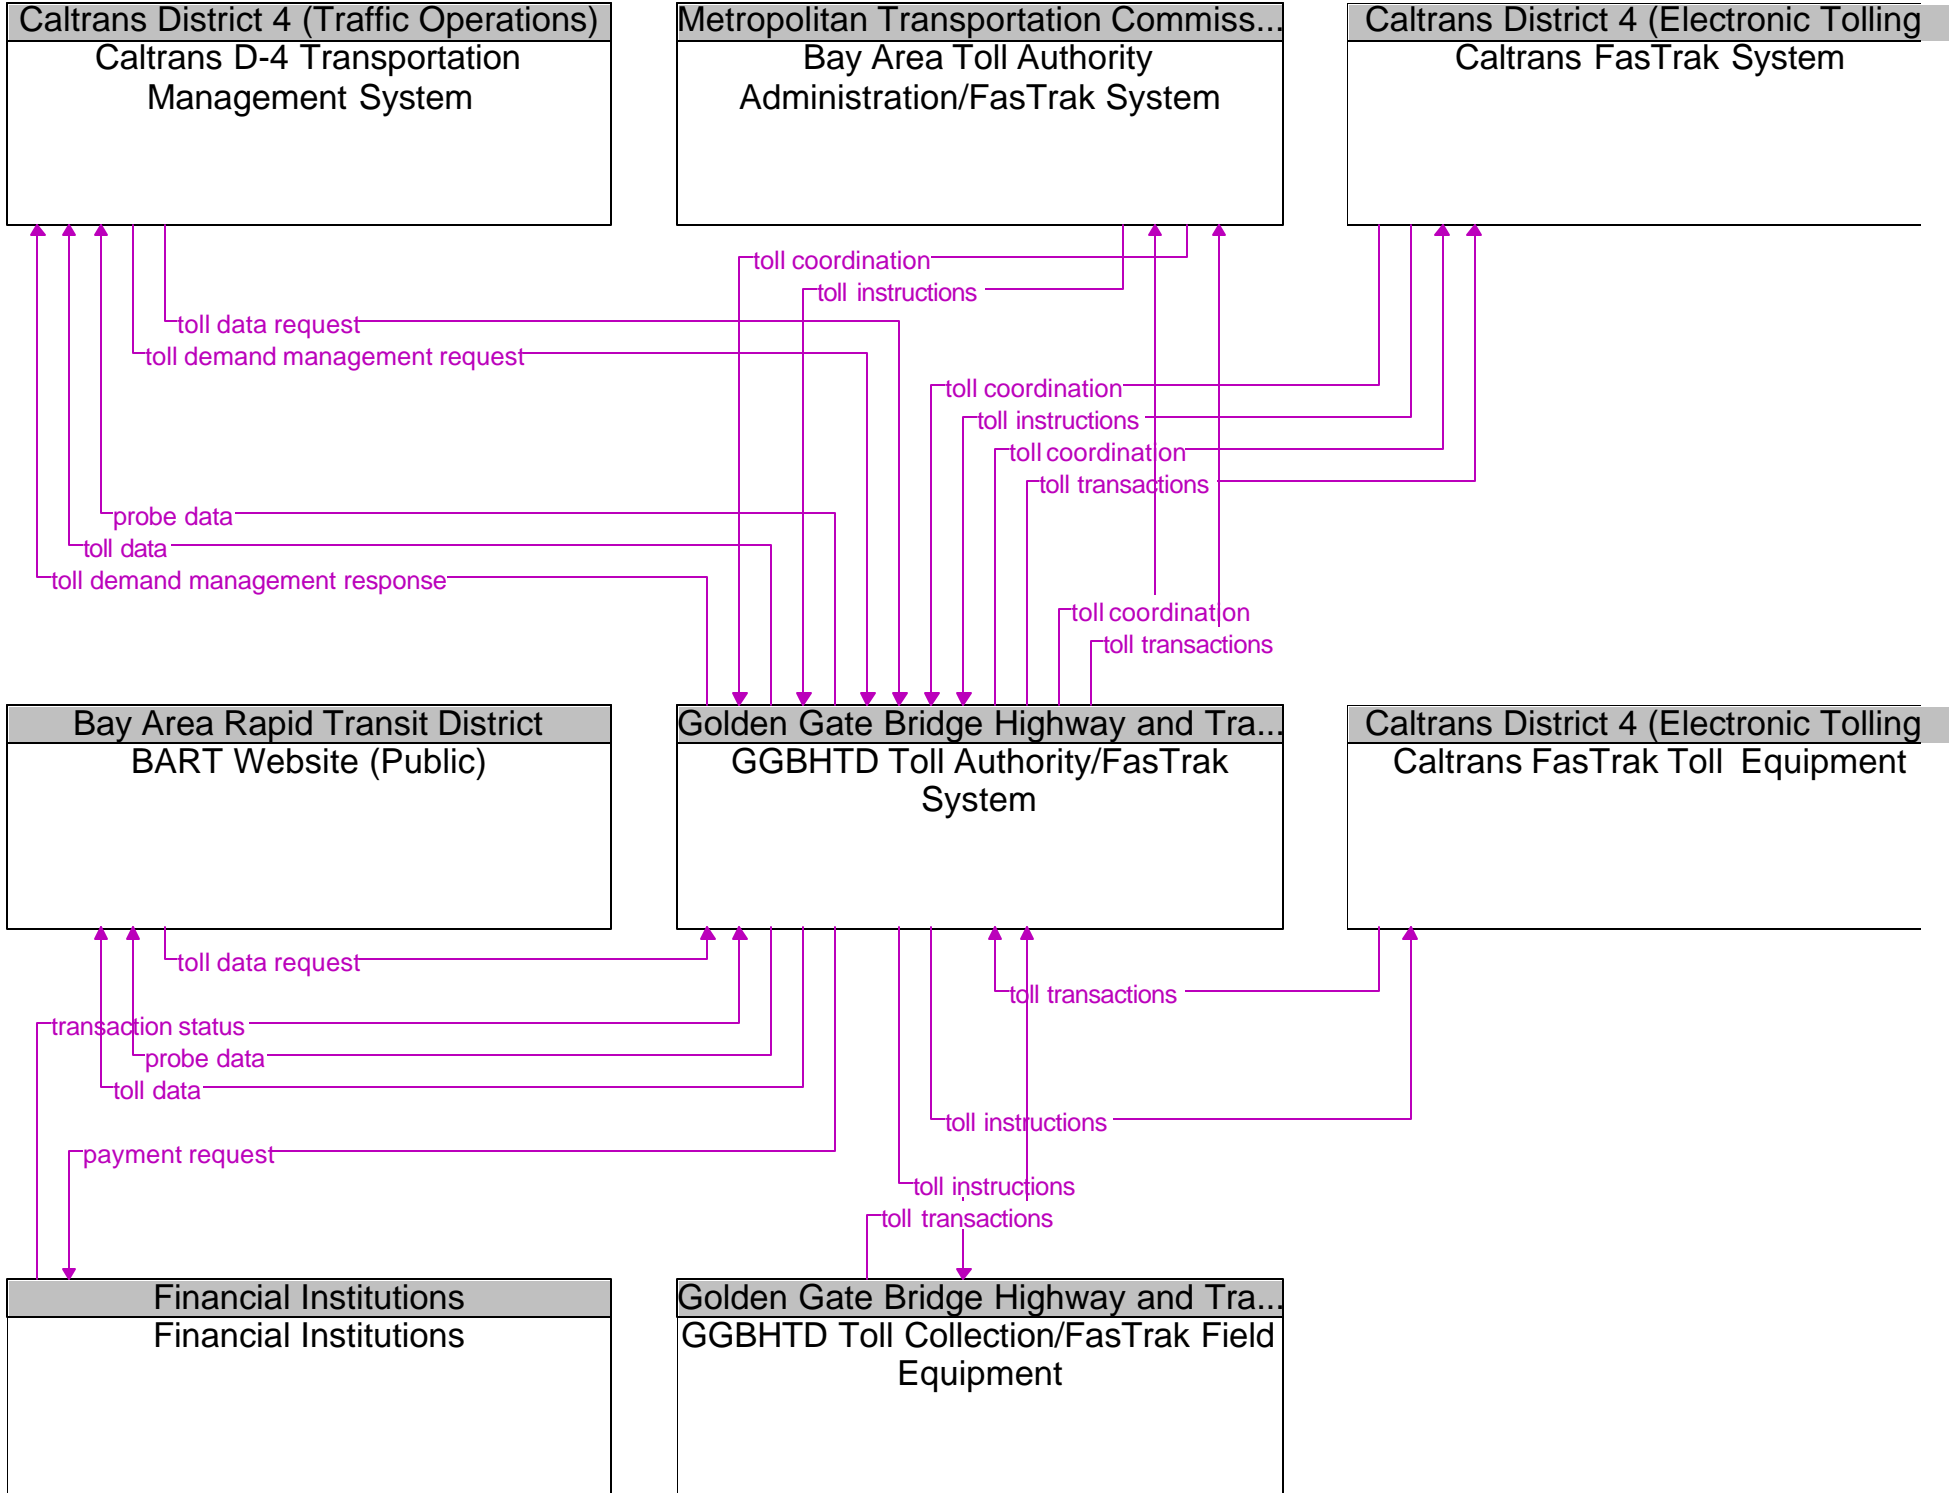 Caltrans District 4 (Traffic Operations)
Caltrans D-4 Transportation
Management System
Metropolitan Transportation Commiss...
Bay Area Toll Authority
Administration/FasTrak System
Caltrans District 4 (Electronic Tolling
Caltrans FasTrak System
toll coordination
toll instructions
toll data request
toll demand management request
toll coordination
toll instructions
toll coordination
toll transactions
probe data
toll data
toll demand management response
toll coordination
toll transactions
Bay Area Rapid Transit District
BART Website (Public)
Golden Gate Bridge Highway and Tra...
GGBHTD Toll Authority/FasTrak
System
Caltrans District 4 (Electronic Tolling
Caltrans FasTrak Toll Equipment
toll data request
toll transactions
transaction status
probe data
toll data
toll instructions
payment request
toll instructions
toll transactions
Financial Institutions
Financial Institutions
Golden Gate Bridge Highway and Tra...
GGBHTD Toll Collection/FasTrak Field
Equipment